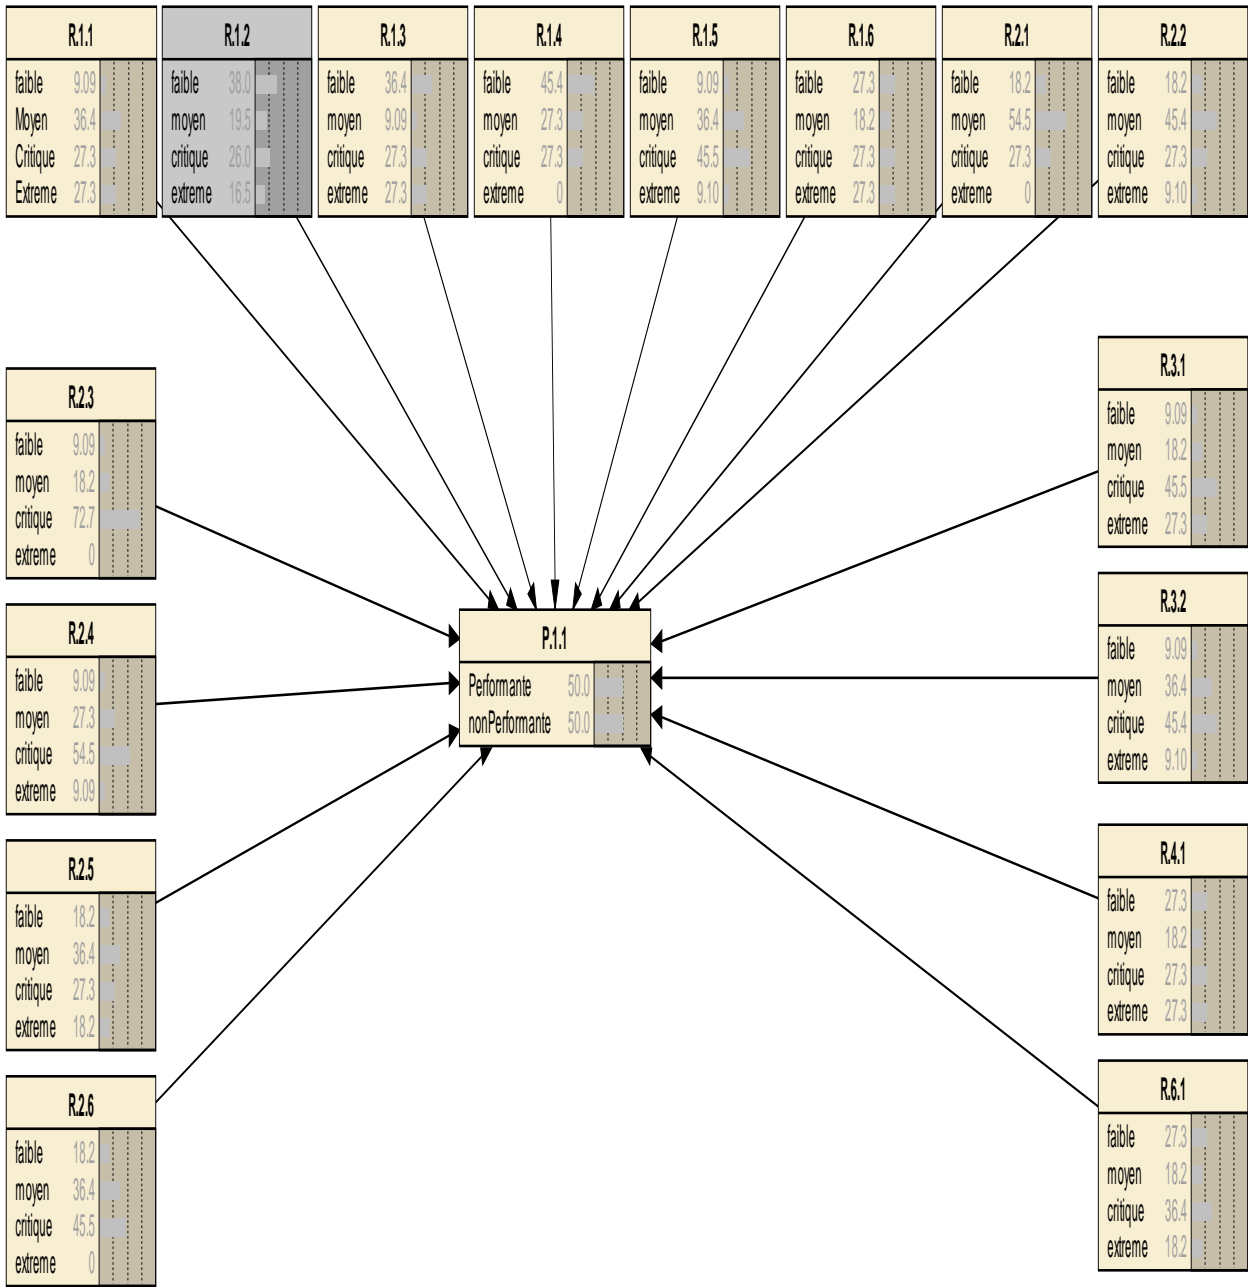 R.1.1
faible 9.09
Moyen 36.4
Critique 27.3
Extreme 27.3
R.1.2
faible 38.0
moyen 19.5
critique 26.0
extreme 16.5
R.1.3
faible 36.4
moyen 9.09
critique 27.3
extreme 27.3
R.1.4
faible 45.4
moyen 27.3
critique 27.3
extreme 0
R.1.5
faible 9.09
moyen 36.4
critique 45.5
extreme 9.10
R.1.6
faible 27.3
moyen 18.2
critique 27.3
extreme 27.3
R.2.1
faible 18.2
moyen 54.5
critique 27.3
extreme 0
R.2.2
faible 18.2
moyen 45.4
critique 27.3
extreme 9.10
R.2.3
faible 9.09
moyen 18.2
critique 72.7
extreme 0
R.3.1
faible 9.09
moyen 18.2
critique 45.5
extreme 27.3
R.2.4
faible 9.09
moyen 27.3
critique 54.5
extreme 9.09
P.1.1
Performante 50.0
nonPerformante 50.0
R.3.2
faible 9.09
moyen 36.4
critique 45.4
extreme 9.10
R.2.5
faible 18.2
moyen 36.4
critique 27.3
extreme 18.2
R.4.1
faible 27.3
moyen 18.2
critique 27.3
extreme 27.3
R.2.6
faible 18.2
moyen 36.4
critique 45.5
extreme 0
R.6.1
faible 27.3
moyen 18.2
critique 36.4
extreme 18.2